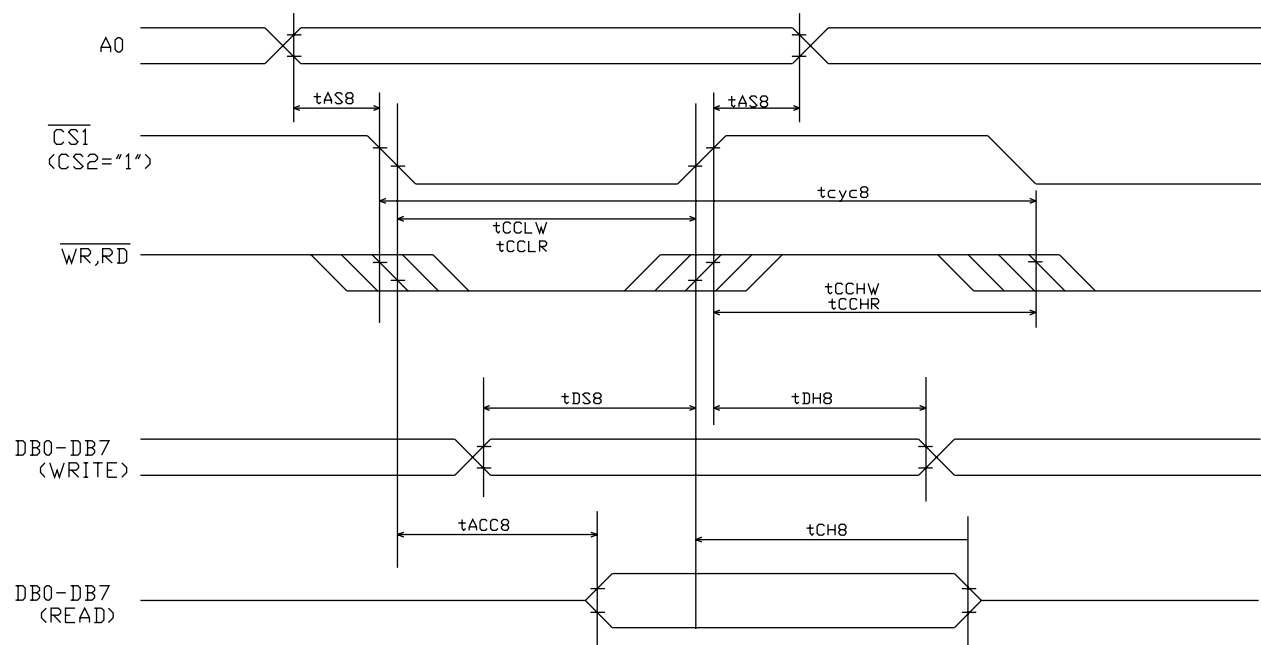 A0
tAS8
tAS8
CS1
(CS2="1")
tcyc8
tCCLW
tCCLR
WR,RD
tCCHW
tCCHR
tDS8
tDH8
DB0-DB7
(WRITE)
tACC8
tCH8
DB0-DB7
(READ)